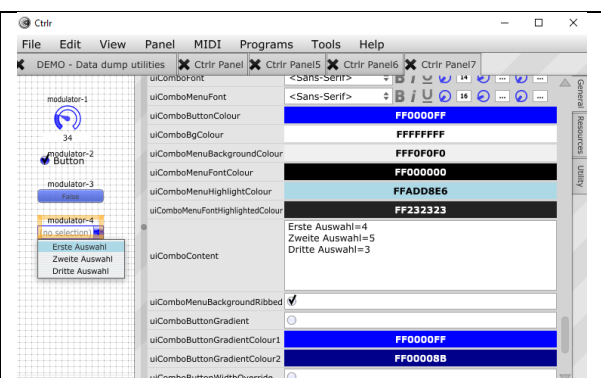 Ctrlr
File Edit View Panel MIDI Programs Tools Help
DEMO - Data dump utilities Ctrlr Panel Ctrlr Panel5 Ctrlr Panel6 Ctrlr Panel7
uiComboFont <Sans-Serif> B i U 14 ... ...
uiComboMenuFont <Sans-Serif> B i U 16 ... ...
uiComboButtonColour FF0000FF
uiComboBgColour FFFFFFFF
uiComboMenuBackgroundColour FFF0F0F0
uiComboMenuFontColour FF000000
uiComboMenuHighlightColour FFADD8E6
uiComboMenuFontHighlightedColour FF232323
uiComboContent
Erste Auswahl=4
Zweite Auswahl=5
Dritte Auswahl=3
uiComboMenuBackgroundRibbed
uiComboButtonGradient
uiComboButtonGradientColour1 FF0000FF
uiComboButtonGradientColour2 FF00008B
uiComboButtonWidthOverride
modulator-1
34
modulator-2
Button
modulator-3
False
modulator-4
(no selection)
Erste Auswahl
Zweite Auswahl
Dritte Auswahl
General
Resources
Utility